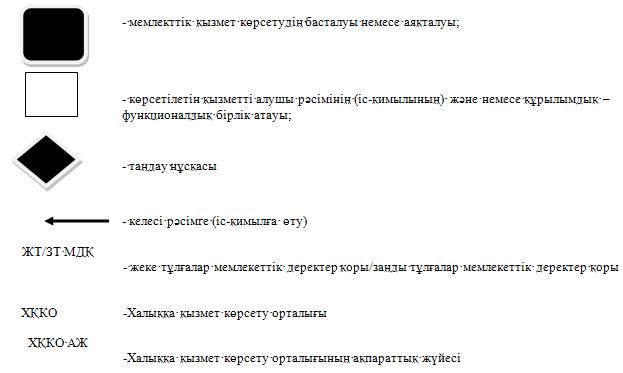 - мемлекттік қызмет көрсетудің басталуы немесе аяқталуы;
- көрсетілетін қызметті алушы рәсімінің (іс-қимылының) және немесе құрылымдық –
функционалдық бірлік атауы;
- таңдау нұсқасы
- келесі рәсімге (іс-қимылға өту)
ЖТ/ЗТ МДҚ
- жеке тұлғалар мемлекеттік деректер қоры/заңды тұлғалар мемлекеттік деректер қоры
ХҚКО
-Халыққа қызмет көрсету орталығы
ХҚКО АЖ
-Халыққа қызмет көрсету орталығының ақпараттық жүйесі